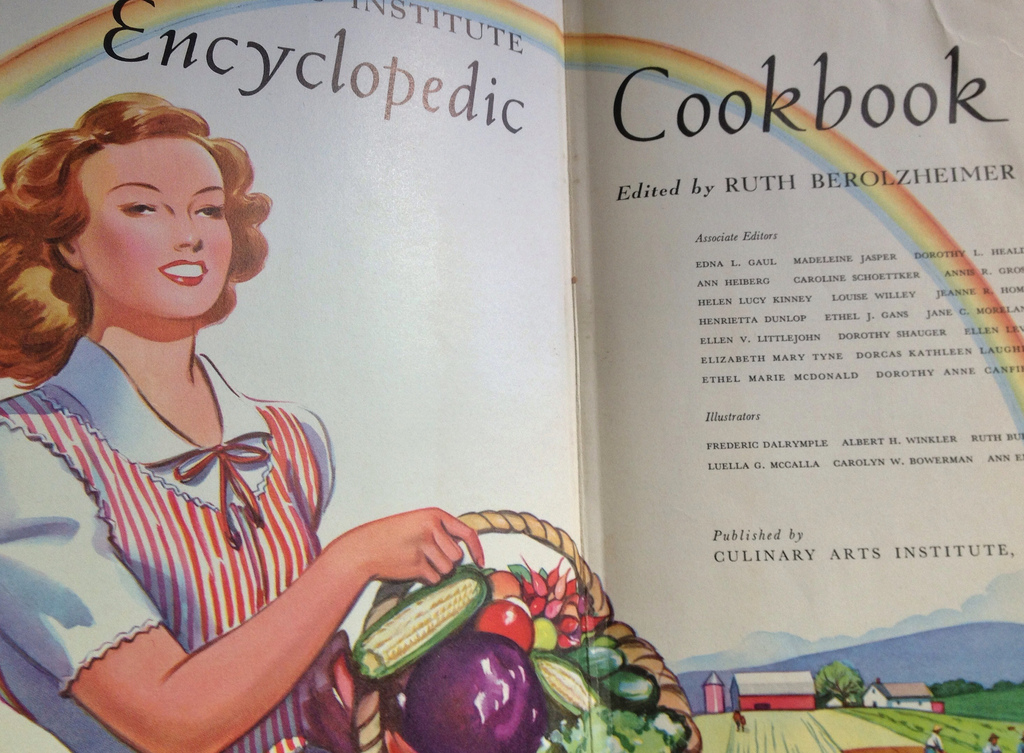 INSTITUTE
Encyclopedic
Cookbook
Edited by RUTH BEROLZHEIMER
Associate Editors
EDNA L. GAUL MADELEINE JASPER DOROTHY L.
ANN HEIBERG CAROLINE SCHOETTKER ANNIS R.
HELEN LUCY KINNEY LOUISE WILLEY JEANNE R.
HENRIETTA DUNLOP ETHEL J. GANS JANE C.
ELLEN V. LITTLEJOHN DOROTHY SHAUGER ELLEN
ELIZABETH MARY TYNE DORCAS KATHLEEN
ETHEL MARIE MCDONALD DOROTHY ANNE
Illustrators
FREDERIC DALRYMPLE ALBERT H. WINKLER RUTH
LUELLA G. MCCALLA CAROLYN W. BOWERMAN ANN
Published by
CULINARY ARTS INSTITUTE,